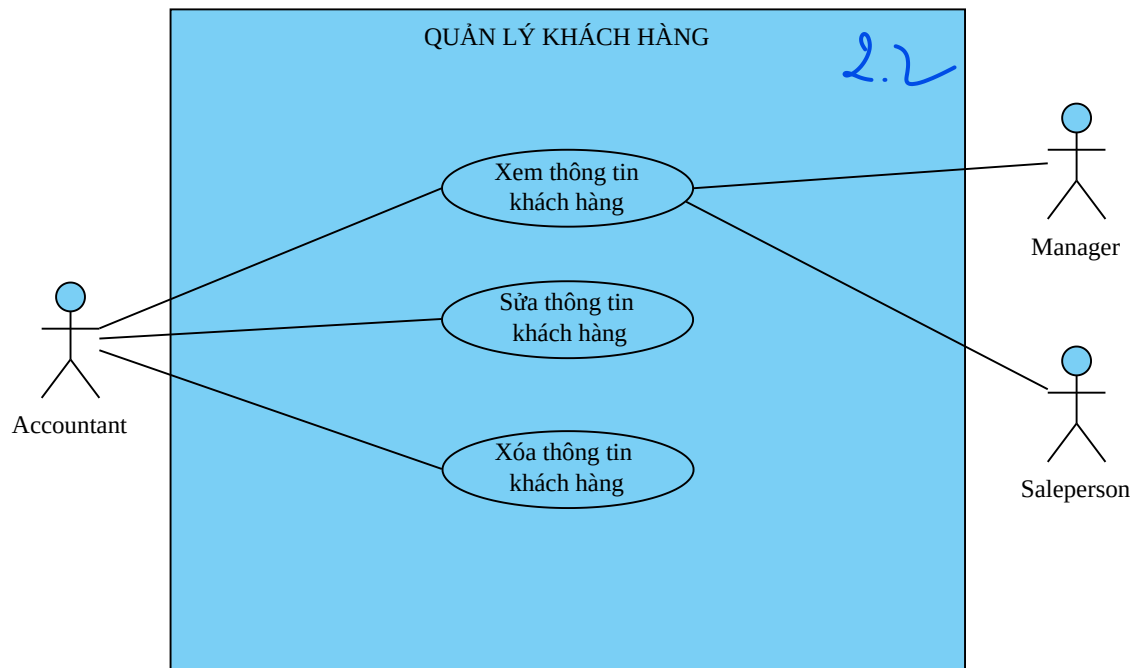 QUẢN LÝ KHÁCH HÀNG
2.2
Xem thông tin
khách hàng
Manager
Sửa thông tin
khách hàng
Accountant
Xóa thông tin
khách hàng
Saleperson